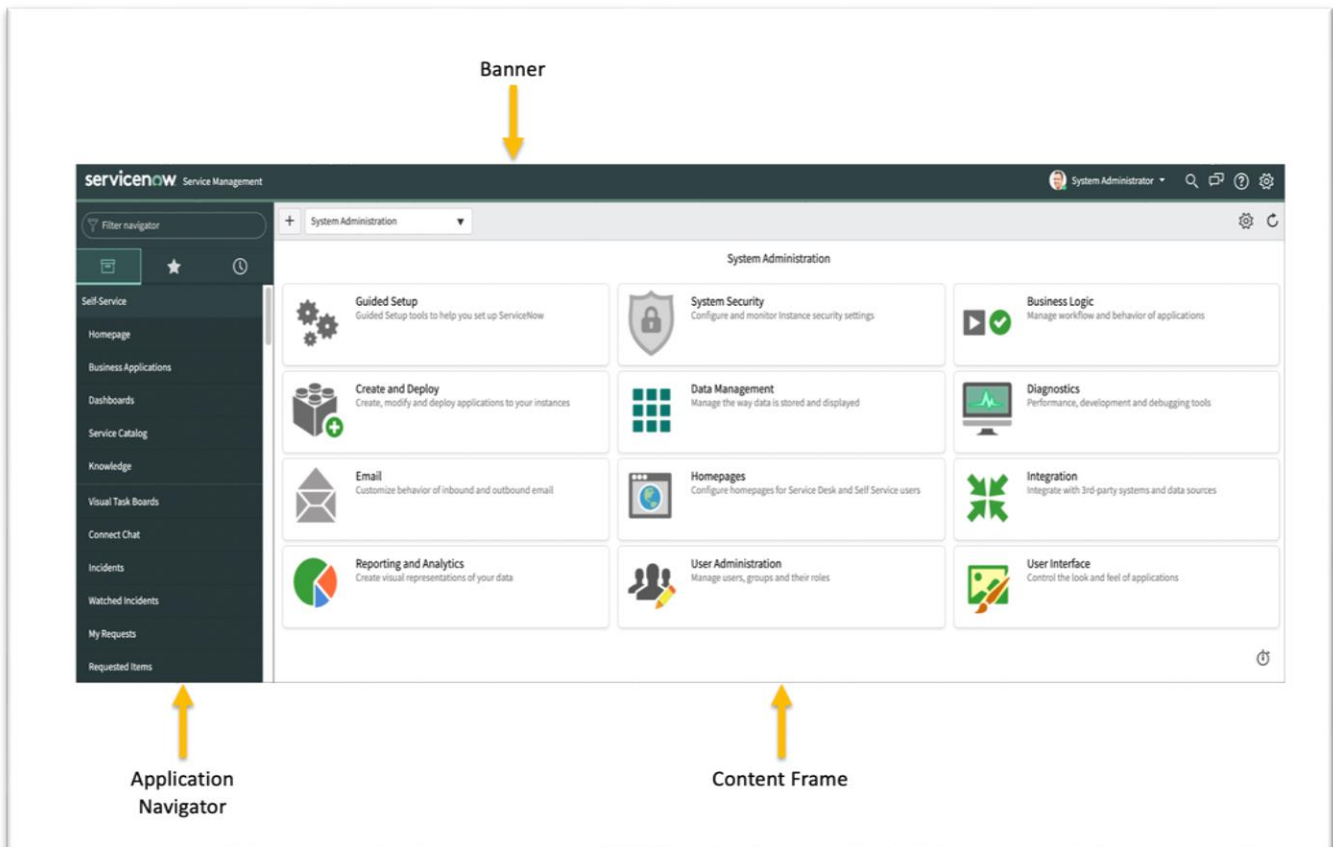 Banner
servicenow Service Management
System Administrator
Filter navigator
System Administration
System Administration
Self-Service
Homepage
Business Applications
Dashboards
Service Catalog
Knowledge
Visual Task Boards
Connect Chat
Incidents
Watched Incidents
My Requests
Requested Items
Guided Setup
Guided Setup tools to help you set up ServiceNow
System Security
Configure and monitor Instance security settings
Business Logic
Manage workflow and behavior of applications
Create and Deploy
Create, modify and deploy applications to your instances
Data Management
Manage the way data is stored and displayed
Diagnostics
Performance, development and debugging tools
Email
Customize behavior of inbound and outbound email
Homepages
Configure homepages for Service Desk and Self Service users
Integration
Integrate with 3rd-party systems and data sources
Reporting and Analytics
Create visual representations of your data
User Administration
Manage users, groups and their roles
User Interface
Control the look and feel of applications
Application
Navigator
Content Frame